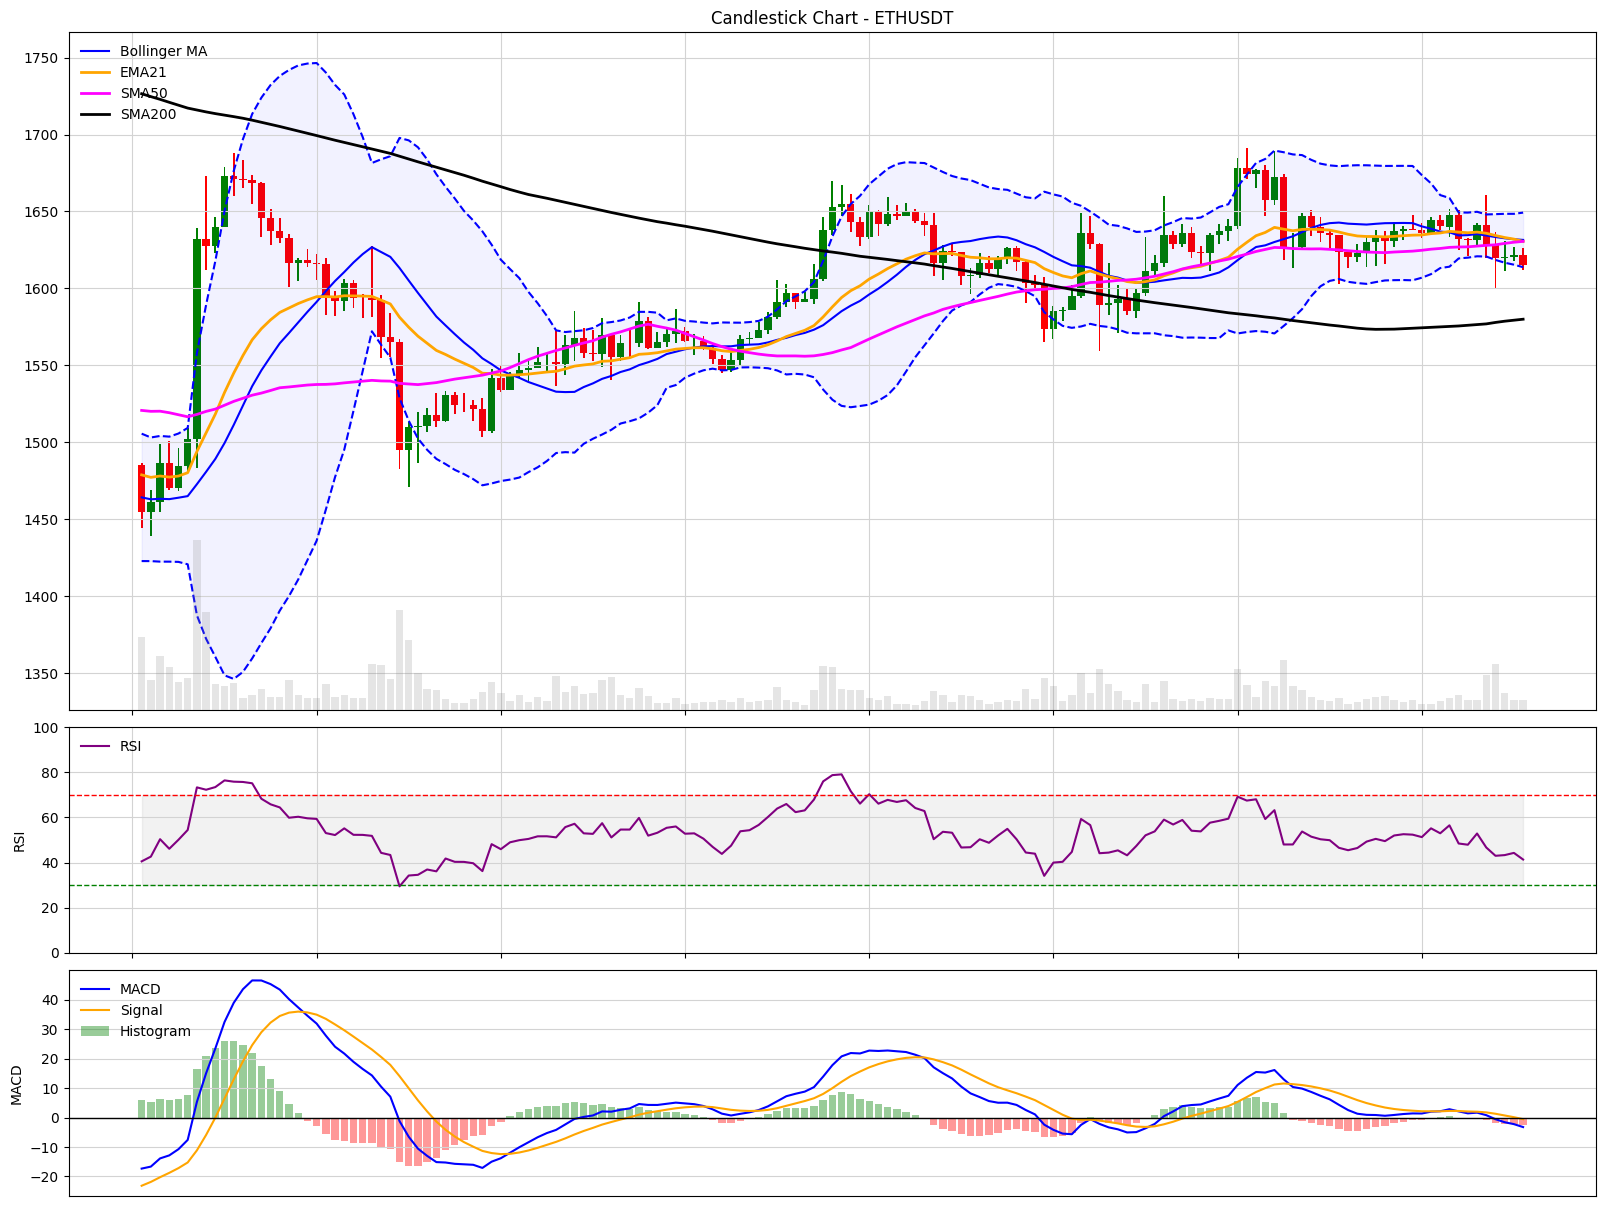 Candlestick Chart - ETHUSDT
Bollinger MA
EMA21
SMA50
SMA200
1750
1700
1650
1600
1550
1500
1450
1400
1350
RSI
RSI
100
80
60
40
20
0
MACD
Signal
Histogram
MACD
40
30
20
10
0
−10
−20